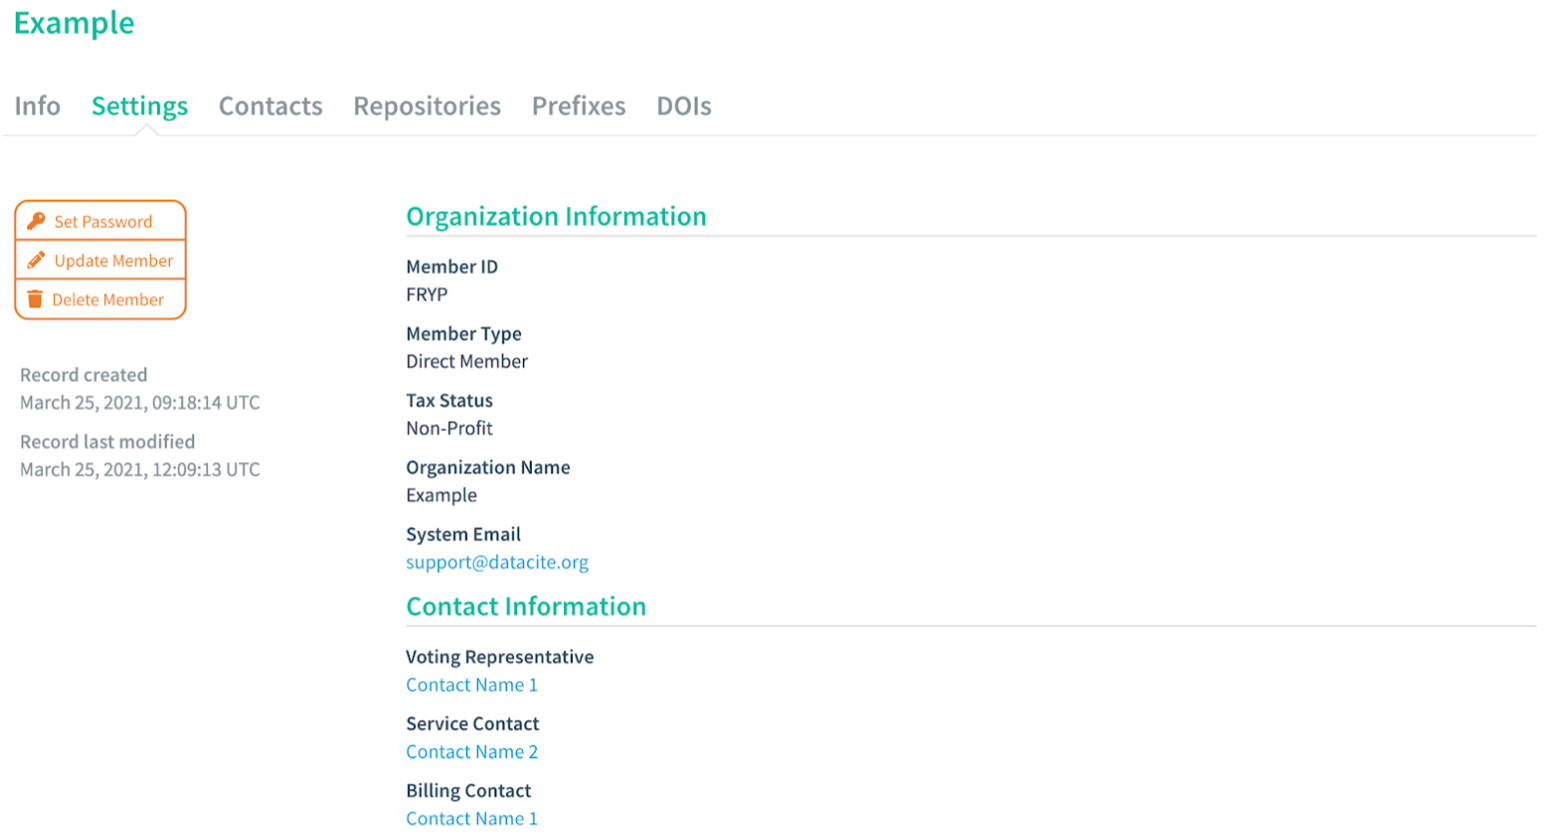 Example
Info Settings Contacts Repositories Prefixes DOIs
Set Password
Update Member
Delete Member
Record created
March 25, 2021, 09:18:14 UTC
Record last modified
March 25, 2021, 12:09:13 UTC
Organization Information
Member ID
FRYP
Member Type
Direct Member
Tax Status
Non-Profit
Organization Name
Example
System Email
support@datacite.org
Contact Information
Voting Representative
Contact Name 1
Service Contact
Contact Name 2
Billing Contact
Contact Name 1